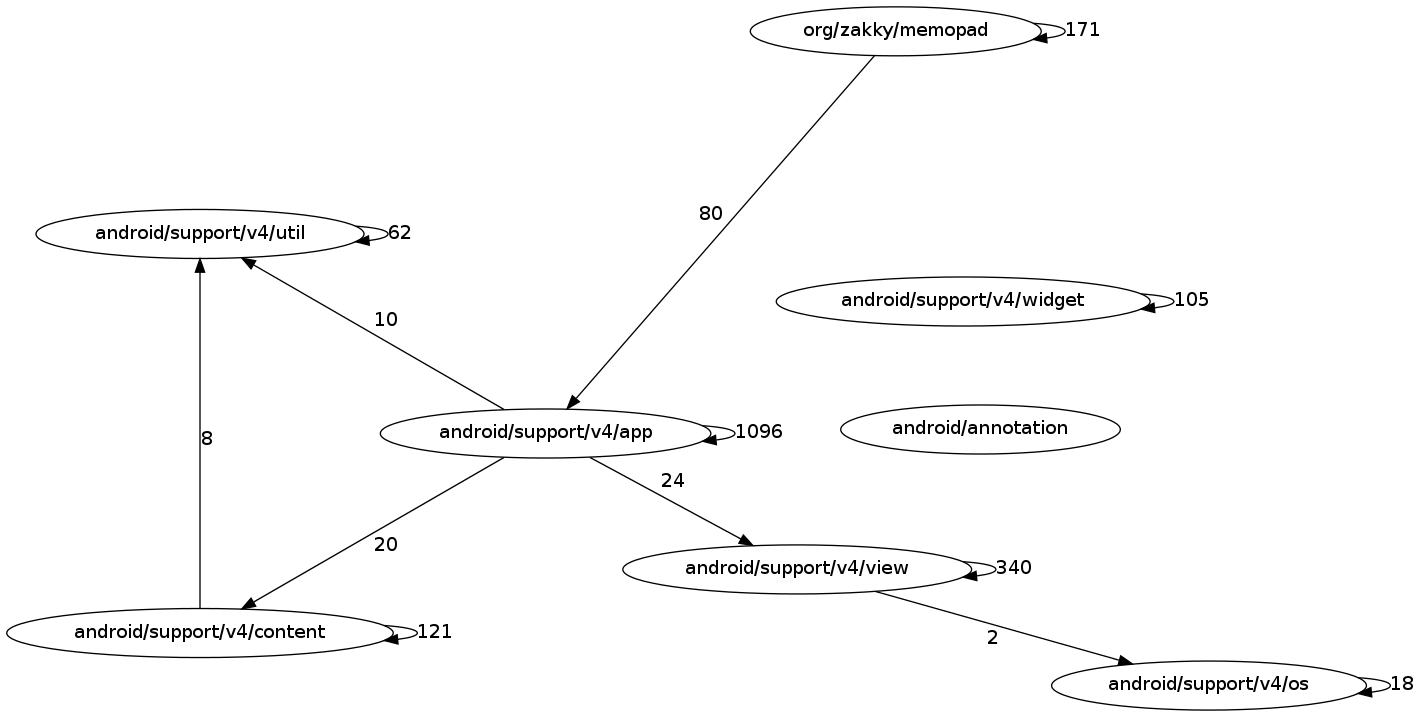 org/zakky/memopad
171
80
android/support/v4/util
62
android/support/v4/widget
105
10
android/support/v4/app
1096
android/annotation
8
24
20
android/support/v4/view
340
android/support/v4/content
121
2
android/support/v4/os
18